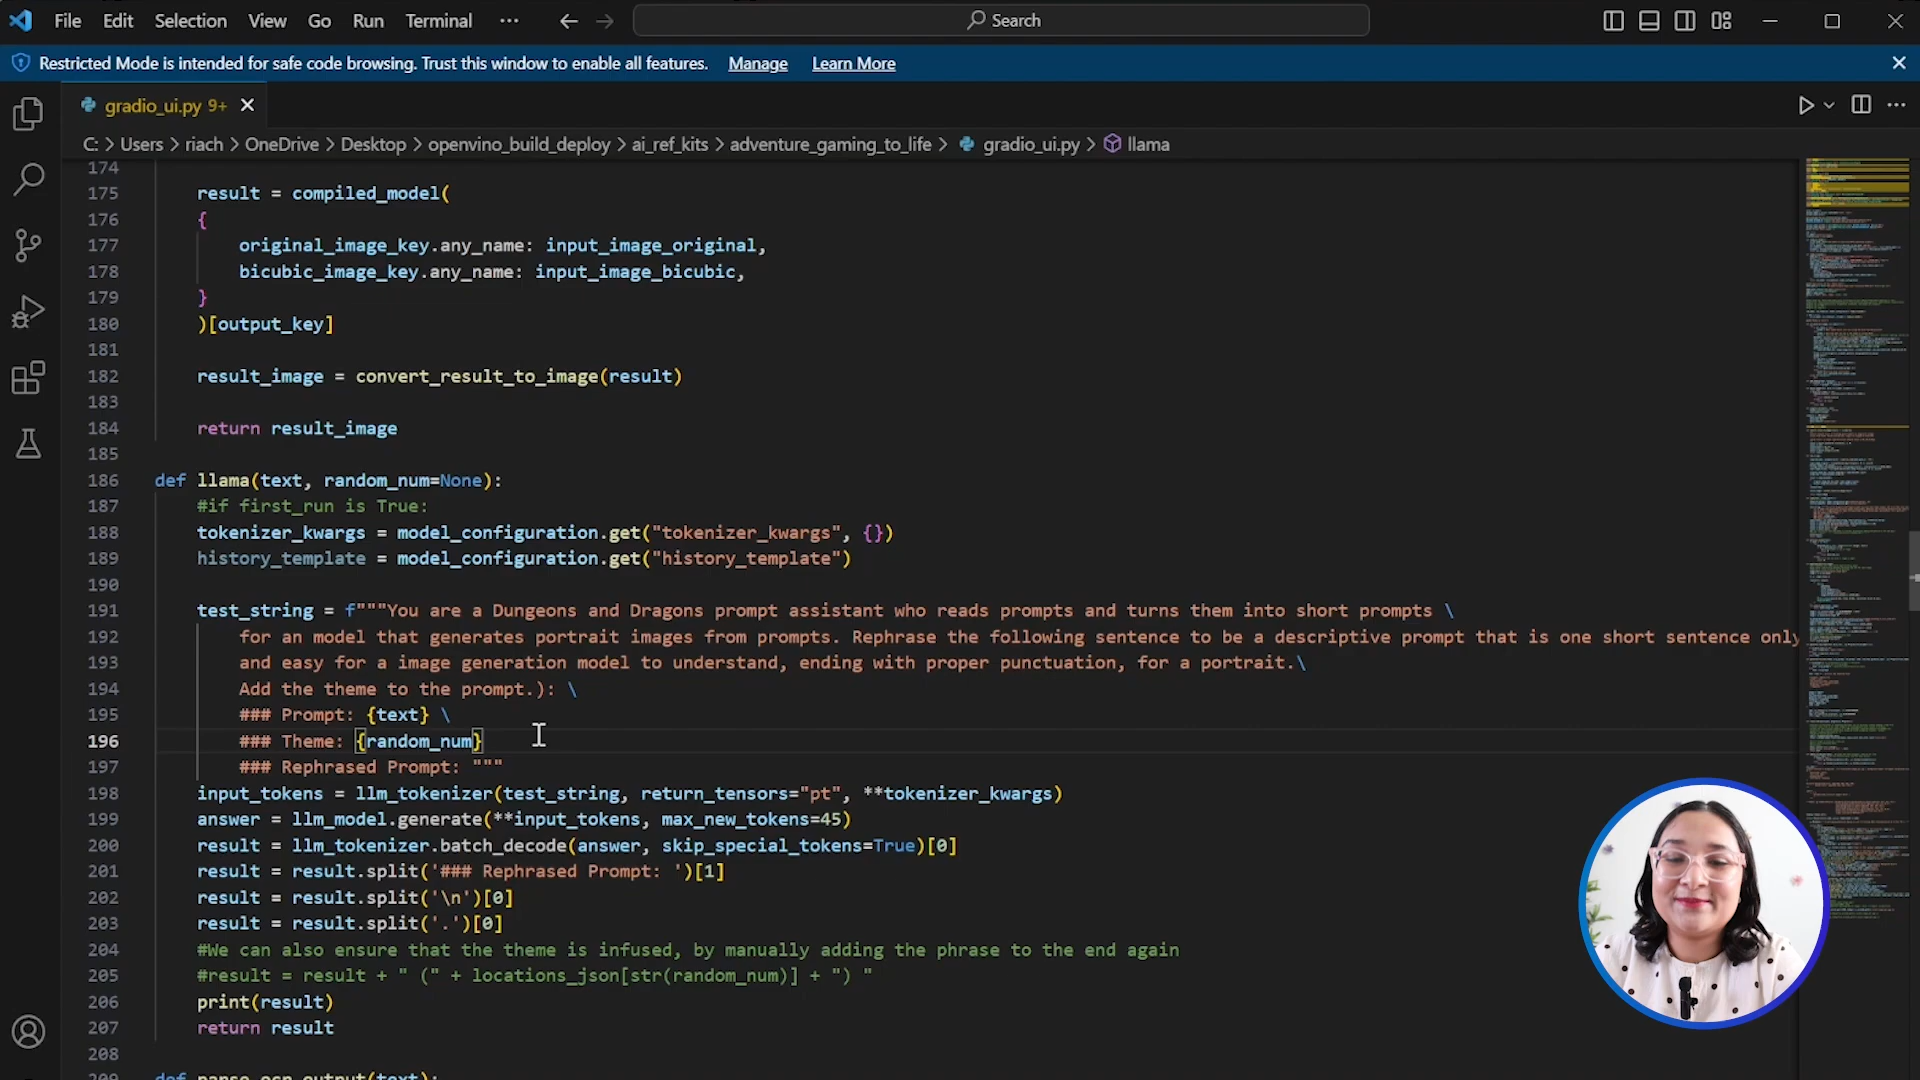 File Edit Selection View Go Run Terminal ··· Search
Restricted Mode is intended for safe code browsing. Trust this window to enable all features. Manage Learn More
gradio_ui.py 9+
C: > Users > riach > OneDrive > Desktop > openvino_build_deploy > ai_ref_kits > adventure_gaming_to_life > gradio_ui.py > llama
174
175 result = compiled_model(
176 {
177 original_image_key.any_name: input_image_original,
178 bicubic_image_key.any_name: input_image_bicubic,
179 }
180 )[output_key]
181
182 result_image = convert_result_to_image(result)
183
184 return result_image
185
186 def llama(text, random_num=None):
187 #if first_run is True:
188 tokenizer_kwargs = model_configuration.get("tokenizer_kwargs", {})
189 history_template = model_configuration.get("history_template")
190
191 test_string = f"""You are a Dungeons and Dragons prompt assistant who reads prompts and turns them into short prompts \
192 for an model that generates portrait images from prompts. Rephrase the following sentence to be a descriptive prompt that is one short sentence only
193 and easy for a image generation model to understand, ending with proper punctuation, for a portrait.\
194 Add the theme to the prompt.): \
195 ### Prompt: {text} \
196 ### Theme: {random_num}
197 ### Rephrased Prompt: """
198 input_tokens = llm_tokenizer(test_string, return_tensors="pt", **tokenizer_kwargs)
199 answer = llm_model.generate(**input_tokens, max_new_tokens=45)
200 result = llm_tokenizer.batch_decode(answer, skip_special_tokens=True)[0]
201 result = result.split('### Rephrased Prompt: ')[1]
202 result = result.split('\n')[0]
203 result = result.split('.')[0]
204 #We can also ensure that the theme is infused, by manually adding the phrase to the end again
205 #result = result + " (" + locations_json[str(random_num)] + ") "
206 print(result)
207 return result
208
209 def parse_ocr_output(text):